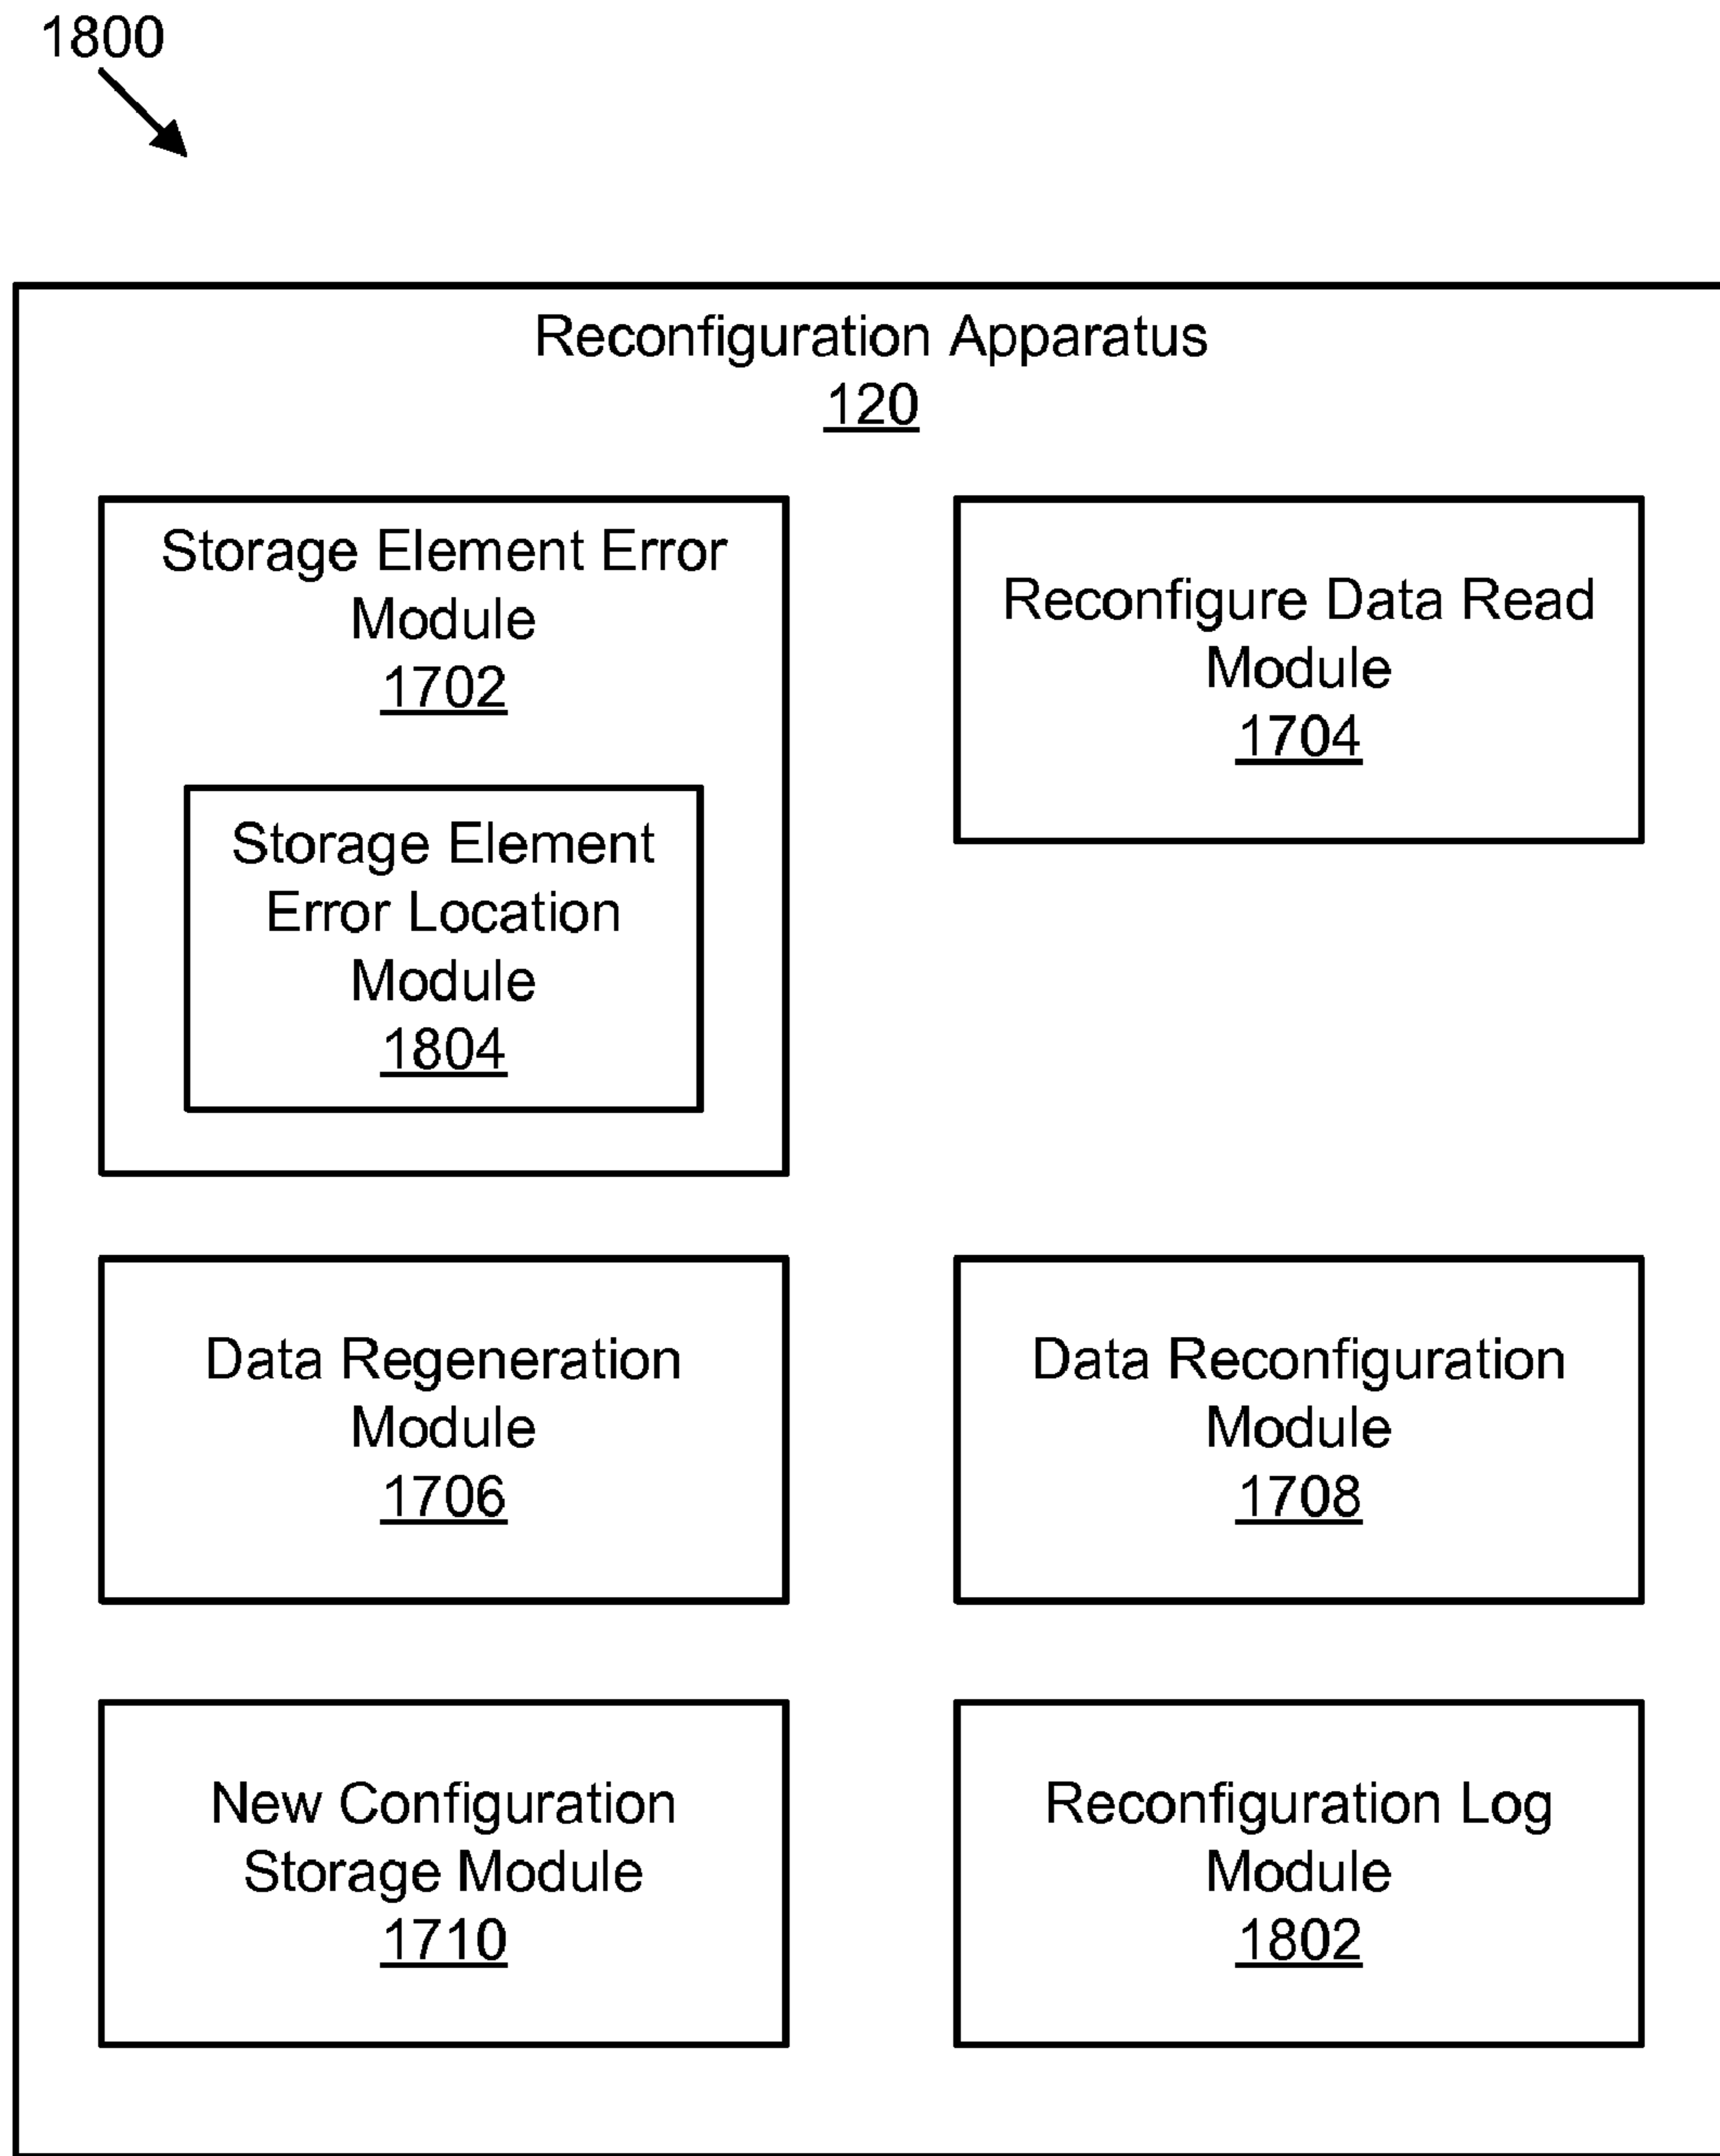 1800
Reconfiguration Apparatus
120
Storage Element Error
Module
1702
Storage Element
Error Location
Module
1804
Reconfigure Data Read
Module
1704
Data Regeneration
Module
1706
Data Reconfiguration
Module
1708
New Configuration
Storage Module
1710
Reconfiguration Log
Module
1802